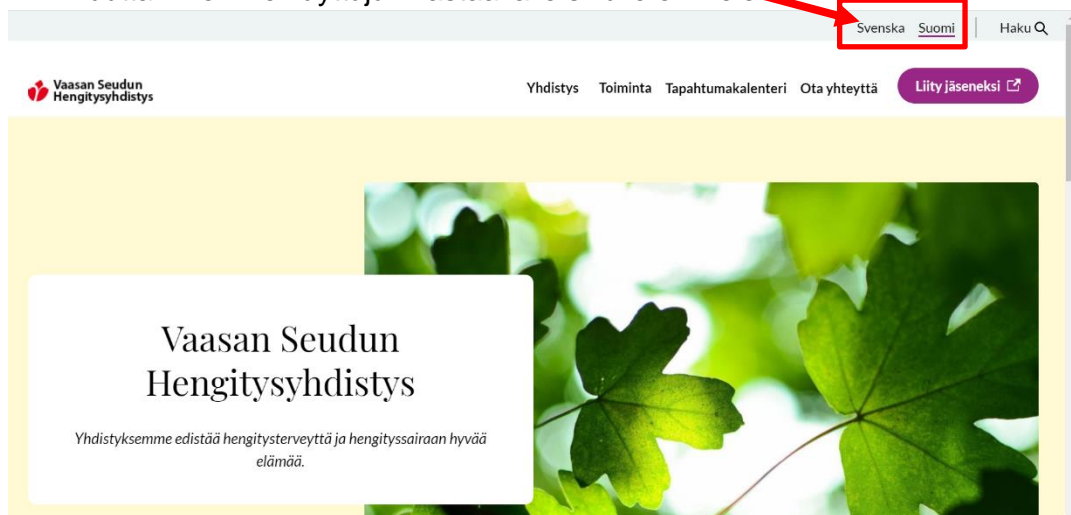 Svenska Suomi Haku
Vaasan Seudun
Hengitysyhdistys
Yhdistys Toiminta Tapahtumakalenteri Ota yhteyttä Liity jäseneksi
Vaasan Seudun
Hengitysyhdistys
Yhdistyksemme edistää hengitysterveyttä ja hengityssairaan hyvää
elämää.